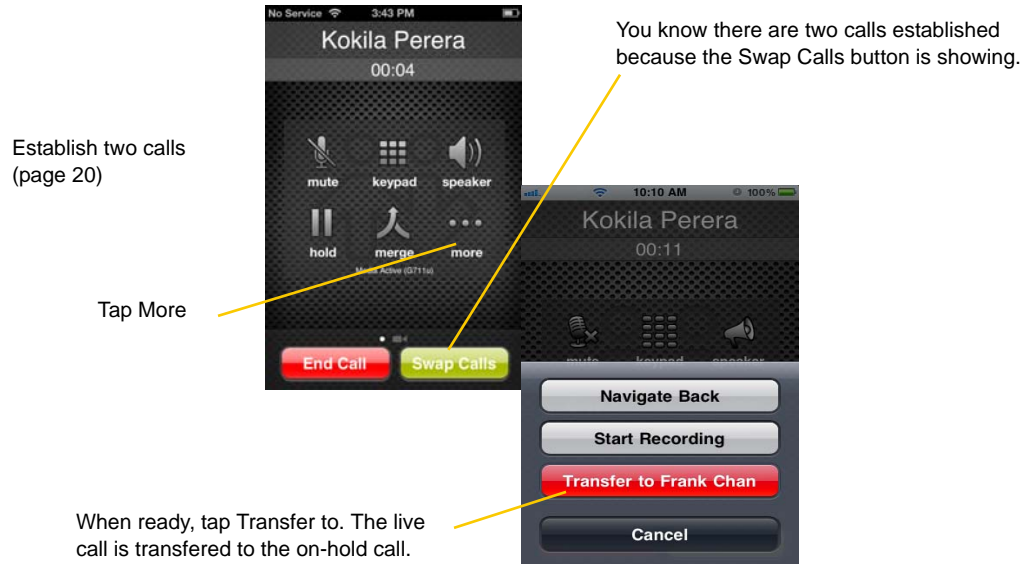 You know there are two calls established
because the Swap Calls button is showing.
Establish two calls
(page 20)
Tap More
When ready, tap Transfer to. The live
call is transfered to the on-hold call.
No Service 3:43 PM
Kokila Perera
00:04
mute keypad speaker
hold merge more
Media Active (G711u)
End Call Swap Calls
10:10 AM 100%
Kokila Perera
00:11
mute keypad speaker
Navigate Back
Start Recording
Transfer to Frank Chan
Cancel